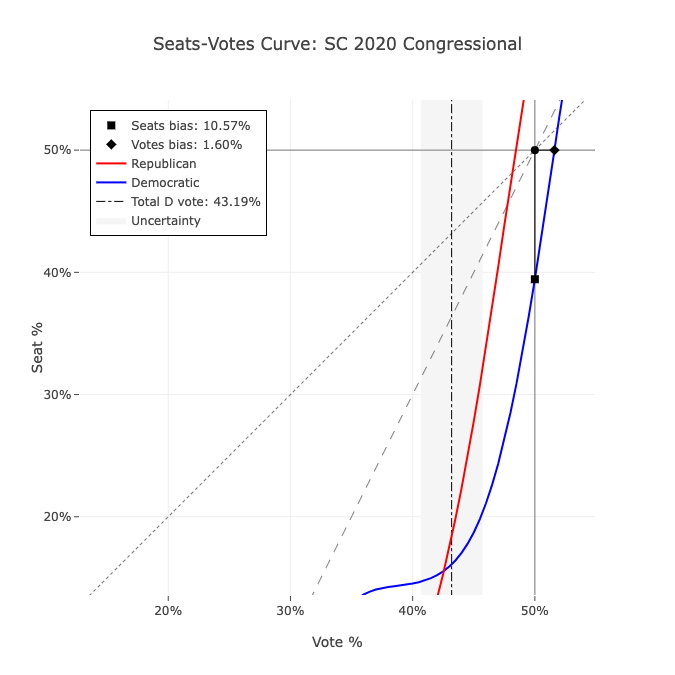 Seats-Votes Curve: SC 2020 Congressional
Seats bias: 10.57%
Votes bias: 1.60%
Republican
Democratic
Total D vote: 43.19%
Uncertainty
50%
40%
30%
20%
Seat %
20%
30%
40%
50%
Vote %